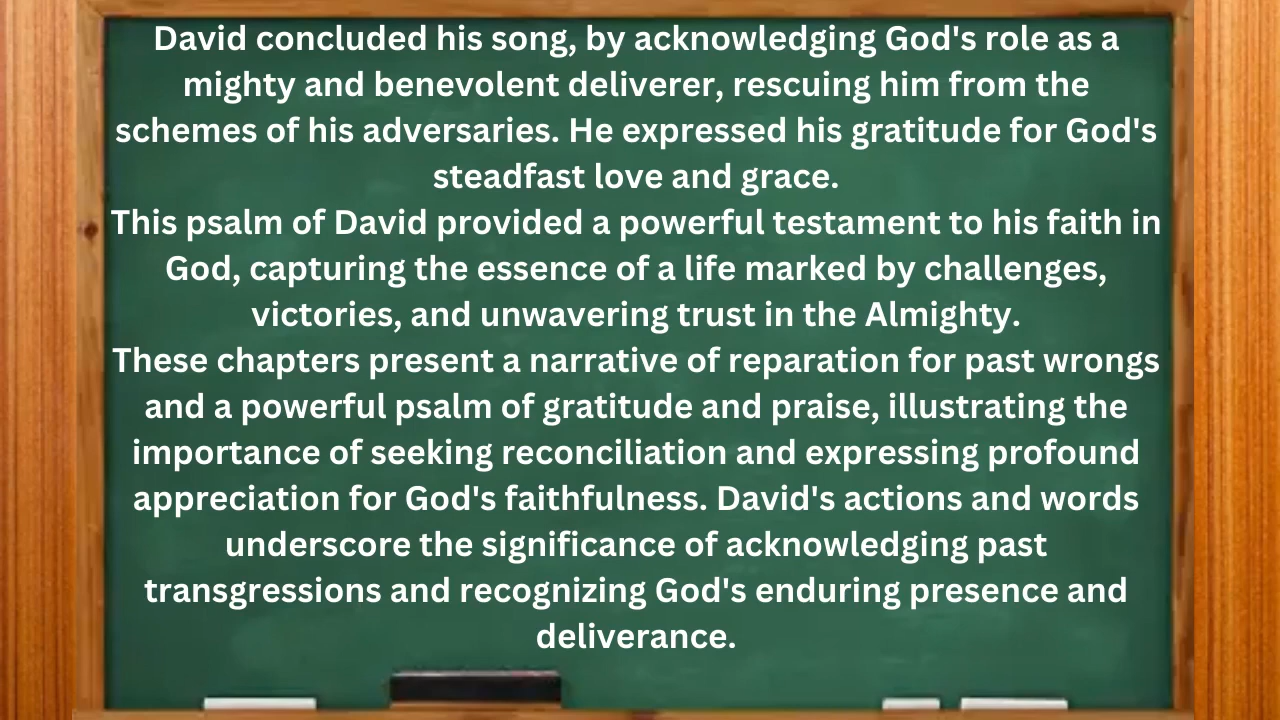 David concluded his song, by acknowledging God's role as a
mighty and benevolent deliverer, rescuing him from the
schemes of his adversaries. He expressed his gratitude for God's
steadfast love and grace.
This psalm of David provided a powerful testament to his faith in
God, capturing the essence of a life marked by challenges,
victories, and unwavering trust in the Almighty.
These chapters present a narrative of reparation for past wrongs
and a powerful psalm of gratitude and praise, illustrating the
importance of seeking reconciliation and expressing profound
appreciation for God's faithfulness. David's actions and words
underscore the significance of acknowledging past
transgressions and recognizing God's enduring presence and
deliverance.